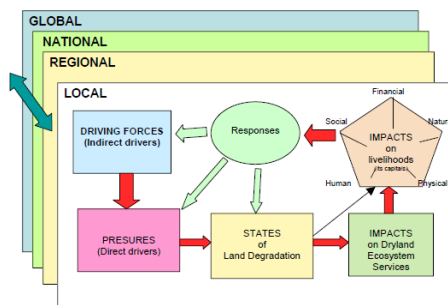 GLOBAL
NATIONAL
REGIONAL
LOCAL
DRIVING FORCES
(Indirect drivers)
Responses
Financial
Social
Natur
IMPACTS
on
livelihoods
(its capitals)
Human
Physical
PRESURES
(Direct drivers)
STATES
of
Land Degradation
IMPACTS
on Dryland
Ecosystem
Services